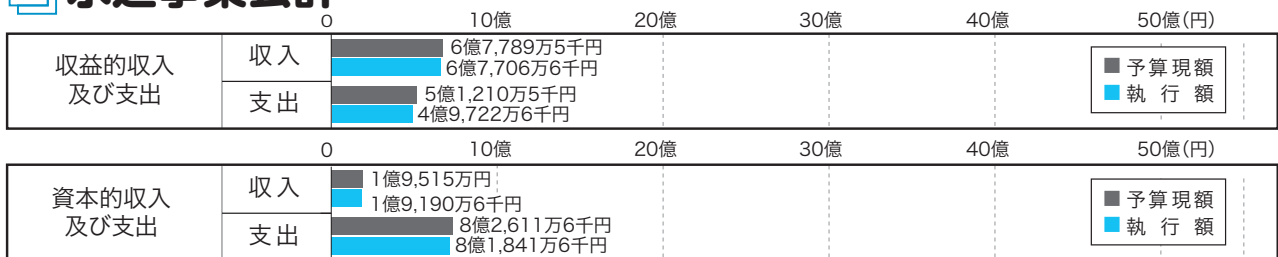 水道事業会計
0 10億 20億 30億 40億 50億(円)
収益的収入
及び支出
収入
6億7,789万5千円
6億7,706万6千円
支出
5億1,210万5千円
4億9,722万6千円
■予算現額
■執行額
0 10億 20億 30億 40億 50億(円)
資本的収入
及び支出
収入
1億9,515万円
1億9,190万6千円
支出
8億2,611万6千円
8億1,841万6千円
■予算現額
■執行額